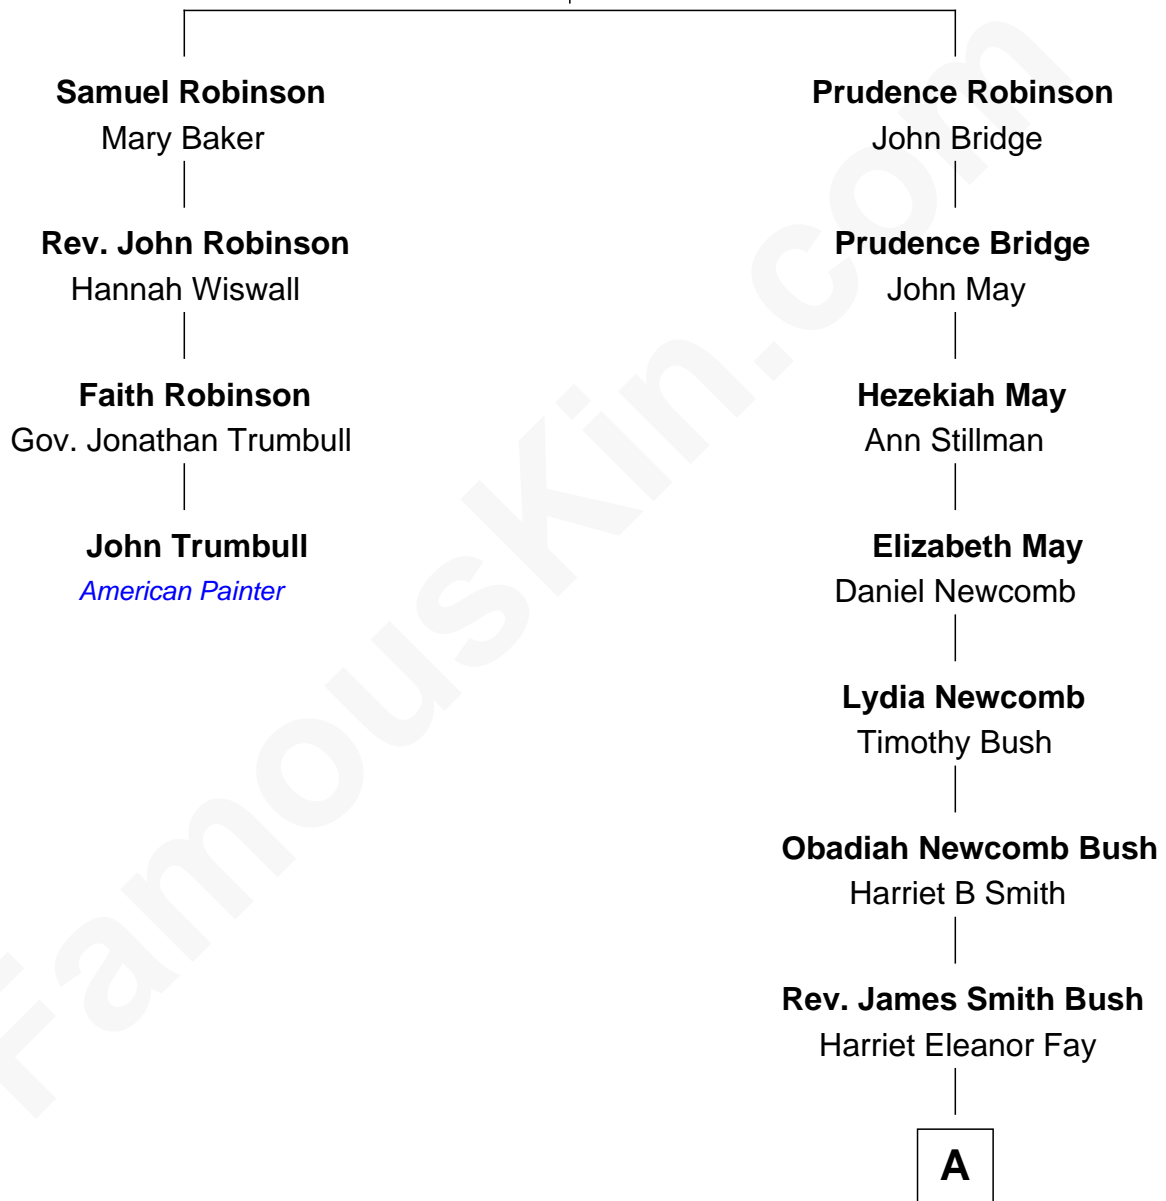 Samuel Robinson
Mary Baker
Rev. John Robinson
Hannah Wiswall
Faith Robinson
Gov. Jonathan Trumbull
John Trumbull
American Painter
Prudence Robinson
John Bridge
Prudence Bridge
John May
Hezekiah May
Ann Stillman
Elizabeth May
Daniel Newcomb
Lydia Newcomb
Timothy Bush
Obadiah Newcomb Bush
Harriet B Smith
Rev. James Smith Bush
Harriet Eleanor Fay
A
FamousKin.com